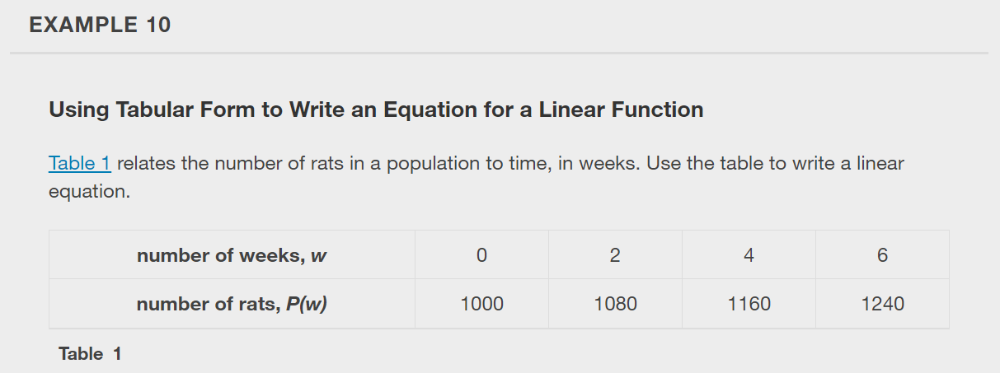 EXAMPLE 10
Using Tabular Form to Write an Equation for a Linear Function
Table 1 relates the number of rats in a population to time, in weeks. Use the table to write a linear
equation.
number of weeks, w 0 2 4 6
number of rats, P(w) 1000 1080 1160 1240
Table 1